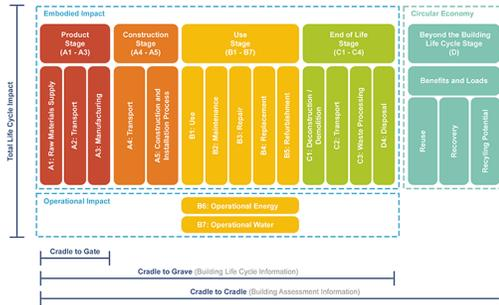 Embodied Impact
Circular Economy
Product
Stage
(A1 - A3)
Construction
Stage
(A4 - A5)
Use
Stage
(B1 - B7)
End of Life
Stage
(C1 - C4)
Beyond the Building
Life Cycle Stage
(D)
Benefits and Loads
Total Life Cycle Impact
A1: Raw Materials Supply
A2: Transport
A3: Manufacturing
A4: Transport
A5: Construction and
Installation Process
B1: Use
B2: Maintenance
B3: Repair
B4: Replacement
B5: Refurbishment
C1: Deconstruction /
Demolition
C2: Transport
C3: Waste Processing
D4: Disposal
Reuse
Recovery
Recyling Potential
Operational Impact
B6: Operational Energy
B7: Operational Water
Cradle to Gate
Cradle to Grave (Building Life Cycle Information)
Cradle to Cradle (Building Assessment Information)